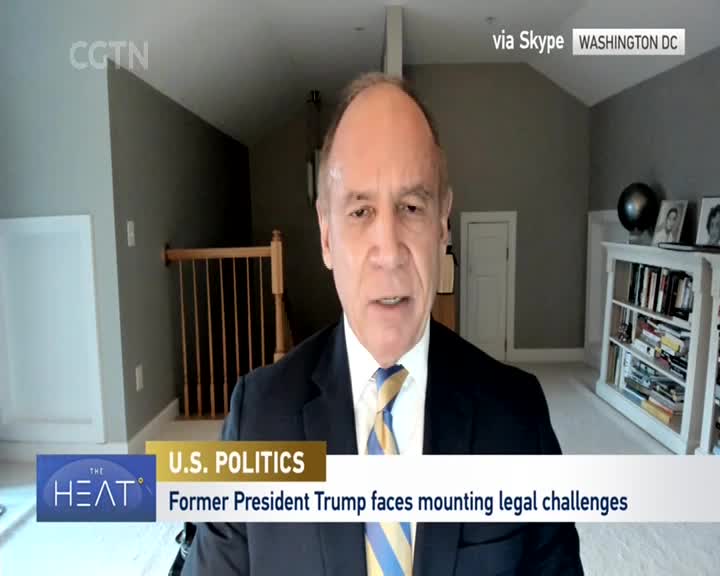 CGTN
via Skype WASHINGTON DC
U.S. POLITICS
THE
HEAT
Former President Trump faces mounting legal challenges